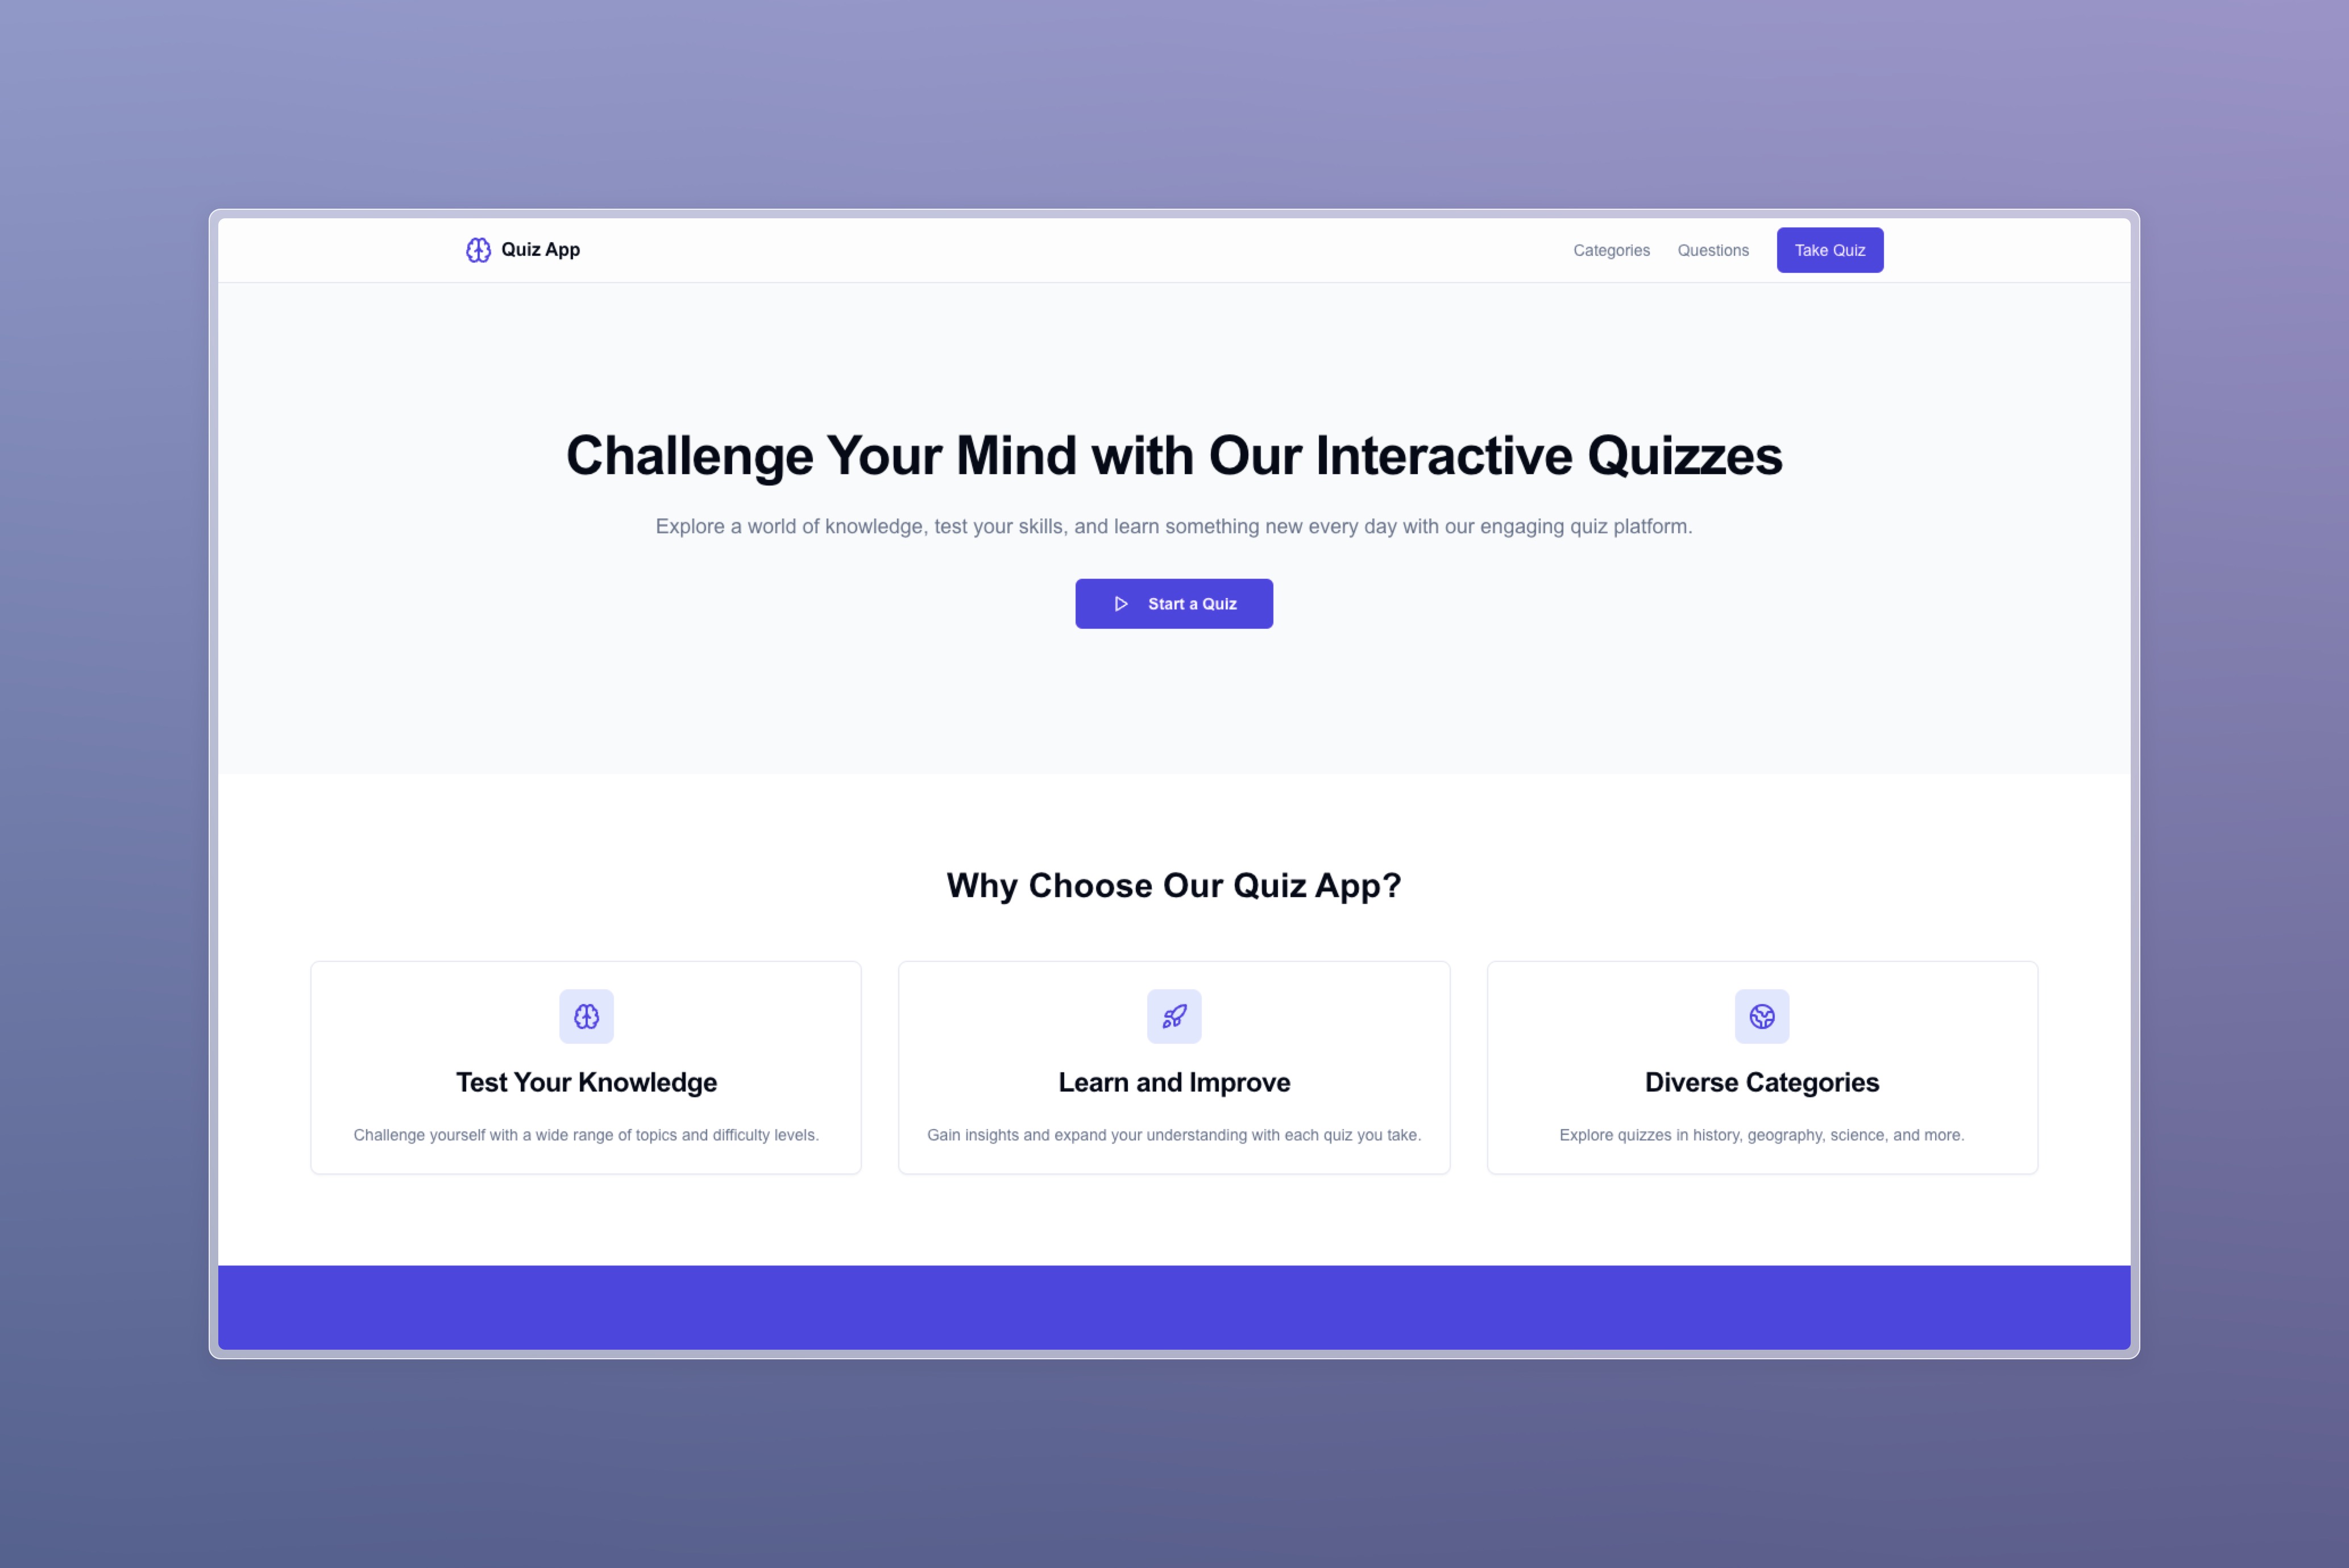 Quiz App
Categories
Questions
Take Quiz
Challenge Your Mind with Our Interactive Quizzes
Explore a world of knowledge, test your skills, and learn something new every day with our engaging quiz platform.
Start a Quiz
Why Choose Our Quiz App?
Test Your Knowledge
Challenge yourself with a wide range of topics and difficulty levels.
Learn and Improve
Gain insights and expand your understanding with each quiz you take.
Diverse Categories
Explore quizzes in history, geography, science, and more.